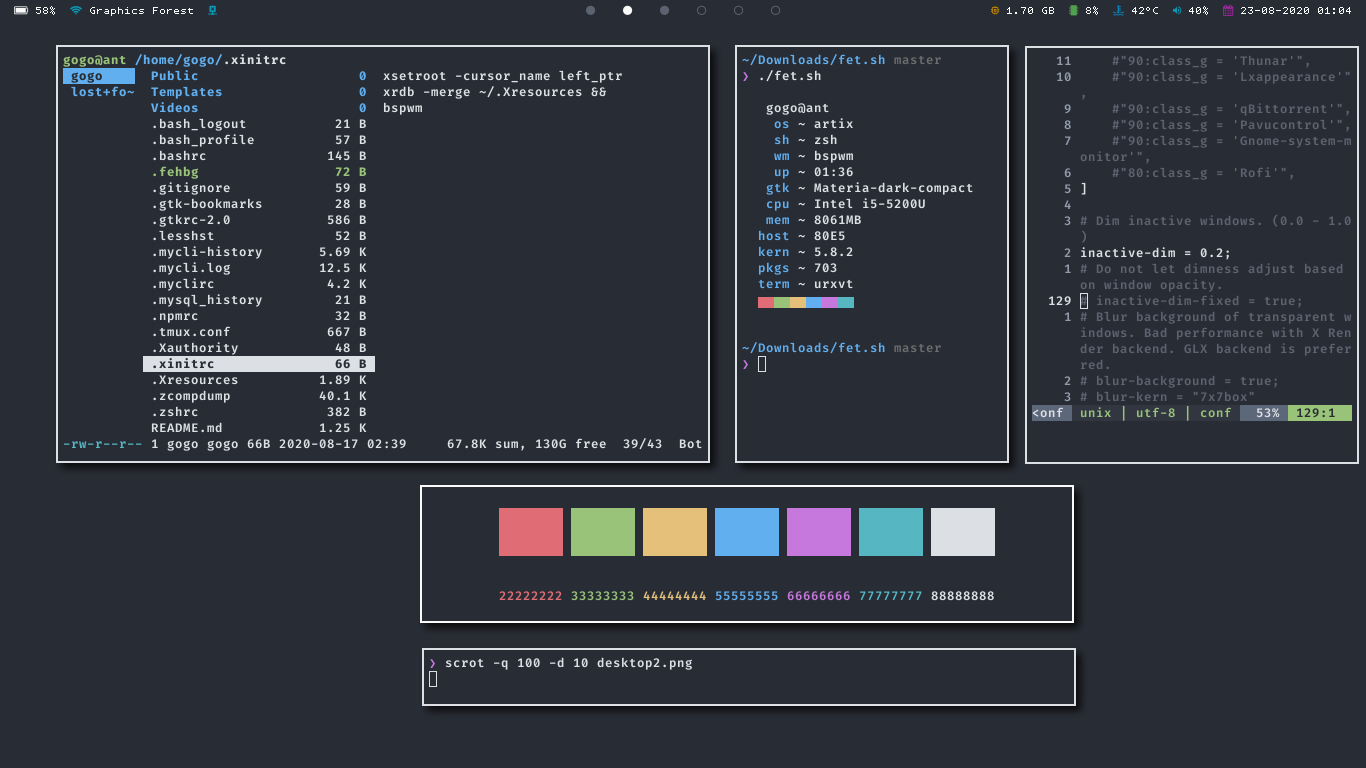 58% Graphics Forest 1.70 GB 8% 42°C 40% 23-08-2020 01:04
gogo@ant /home/gogo/.xinitrc
gogo Public 0 xsetroot -cursor_name left_ptr
lost+fo~ Templates 0 xrdb -merge ~/.Xresources &&
Videos 0 bspwm
.bash_logout 21 B
.bash_profile 57 B
.bashrc 145 B
.fehbg 72 B
.gitignore 59 B
.gtk-bookmarks 28 B
.gtkrc-2.0 586 B
.lesshst 52 B
.mycli-history 5.69 K
.mycli.log 12.5 K
.myclirc 4.2 K
.mysql_history 21 B
.npmrc 32 B
.tmux.conf 667 B
.Xauthority 48 B
.xinitrc 66 B
.Xresources 1.89 K
.zcompdump 40.1 K
.zshrc 382 B
README.md 1.25 K
-rw-r--r-- 1 gogo gogo 66B 2020-08-17 02:39 67.8K sum, 130G free 39/43 Bot
~/Downloads/fet.sh master
❯ ./fet.sh
gogo@ant
os ~ artix
sh ~ zsh
wm ~ bspwm
up ~ 01:36
gtk ~ Materia-dark-compact
cpu ~ Intel i5-5200U
mem ~ 8061MB
host ~ 80E5
kern ~ 5.8.2
pkgs ~ 703
term ~ urxvt
~/Downloads/fet.sh master
❯
11 #"90:class_g = 'Thunar'",
10 #"90:class_g = 'Lxappearance'"
,
9 #"90:class_g = 'qBittorrent'",
8 #"90:class_g = 'Pavucontrol'",
7 #"90:class_g = 'Gnome-system-m
onitor'",
6 #"80:class_g = 'Rofi'",
5 ]
4
3 # Dim inactive windows. (0.0 - 1.0
)
2 inactive-dim = 0.2;
1 # Do not let dimness adjust based
on window opacity.
129 # inactive-dim-fixed = true;
1 # Blur background of transparent w
indows. Bad performance with X Ren
der backend. GLX backend is prefer
red.
2 # blur-background = true;
3 # blur-kern = "7x7box"
<onf unix | utf-8 | conf 53% 129:1
22222222 33333333 44444444 55555555 66666666 77777777 88888888
❯ scrot -q 100 -d 10 desktop2.png